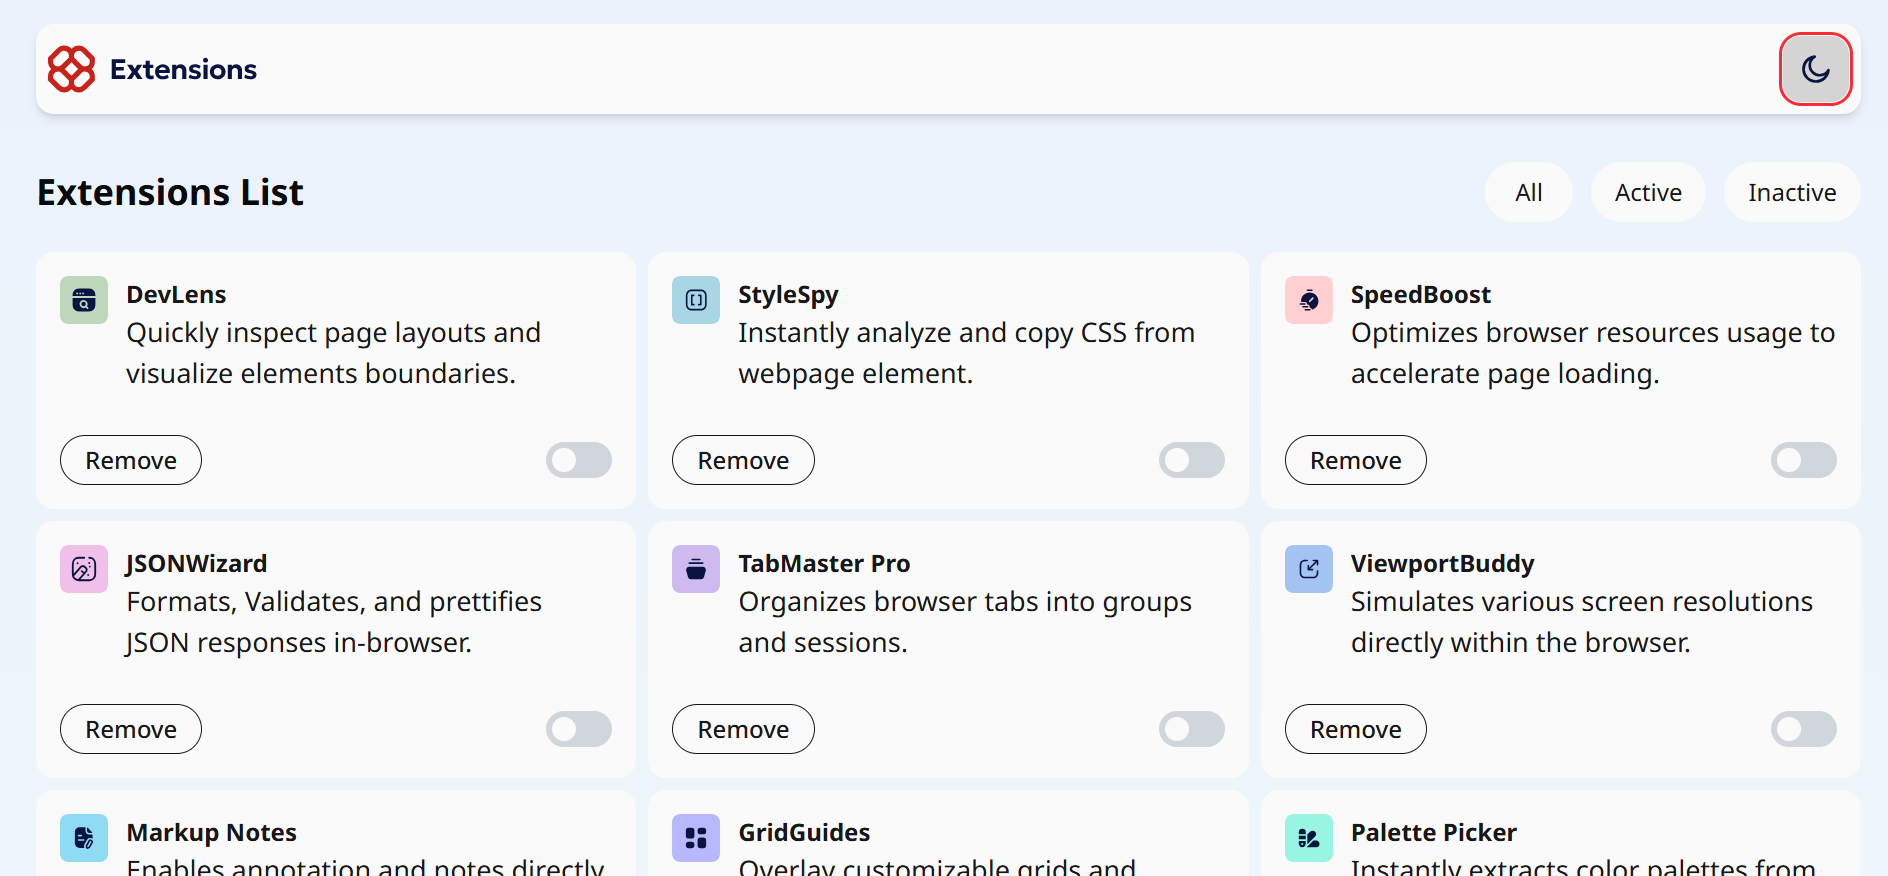 Extensions
Extensions List
All
Active
Inactive
DevLens
Quickly inspect page layouts and
visualize elements boundaries.
Remove
StyleSpy
Instantly analyze and copy CSS from
webpage element.
Remove
SpeedBoost
Optimizes browser resources usage to
accelerate page loading.
Remove
JSONWizard
Formats, Validates, and prettifies
JSON responses in-browser.
Remove
TabMaster Pro
Organizes browser tabs into groups
and sessions.
Remove
ViewportBuddy
Simulates various screen resolutions
directly within the browser.
Remove
Markup Notes
Enables annotation and notes directly
GridGuides
Overlay customizable grids and
Palette Picker
Instantly extracts color palettes from